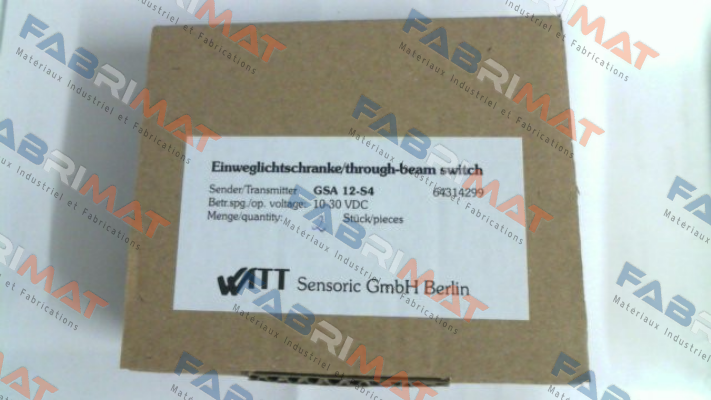 Einweglichtschranke/through-beam switch
Sender/Transmitter GSA 12-S4 64314299
Betr.spg./op. voltage: 10-30 VDC
Menge/quantity: Stück/pieces
WATT Sensoric GmbH Berlin
FABRIMAT
Materiaux Industriel et Fabrications